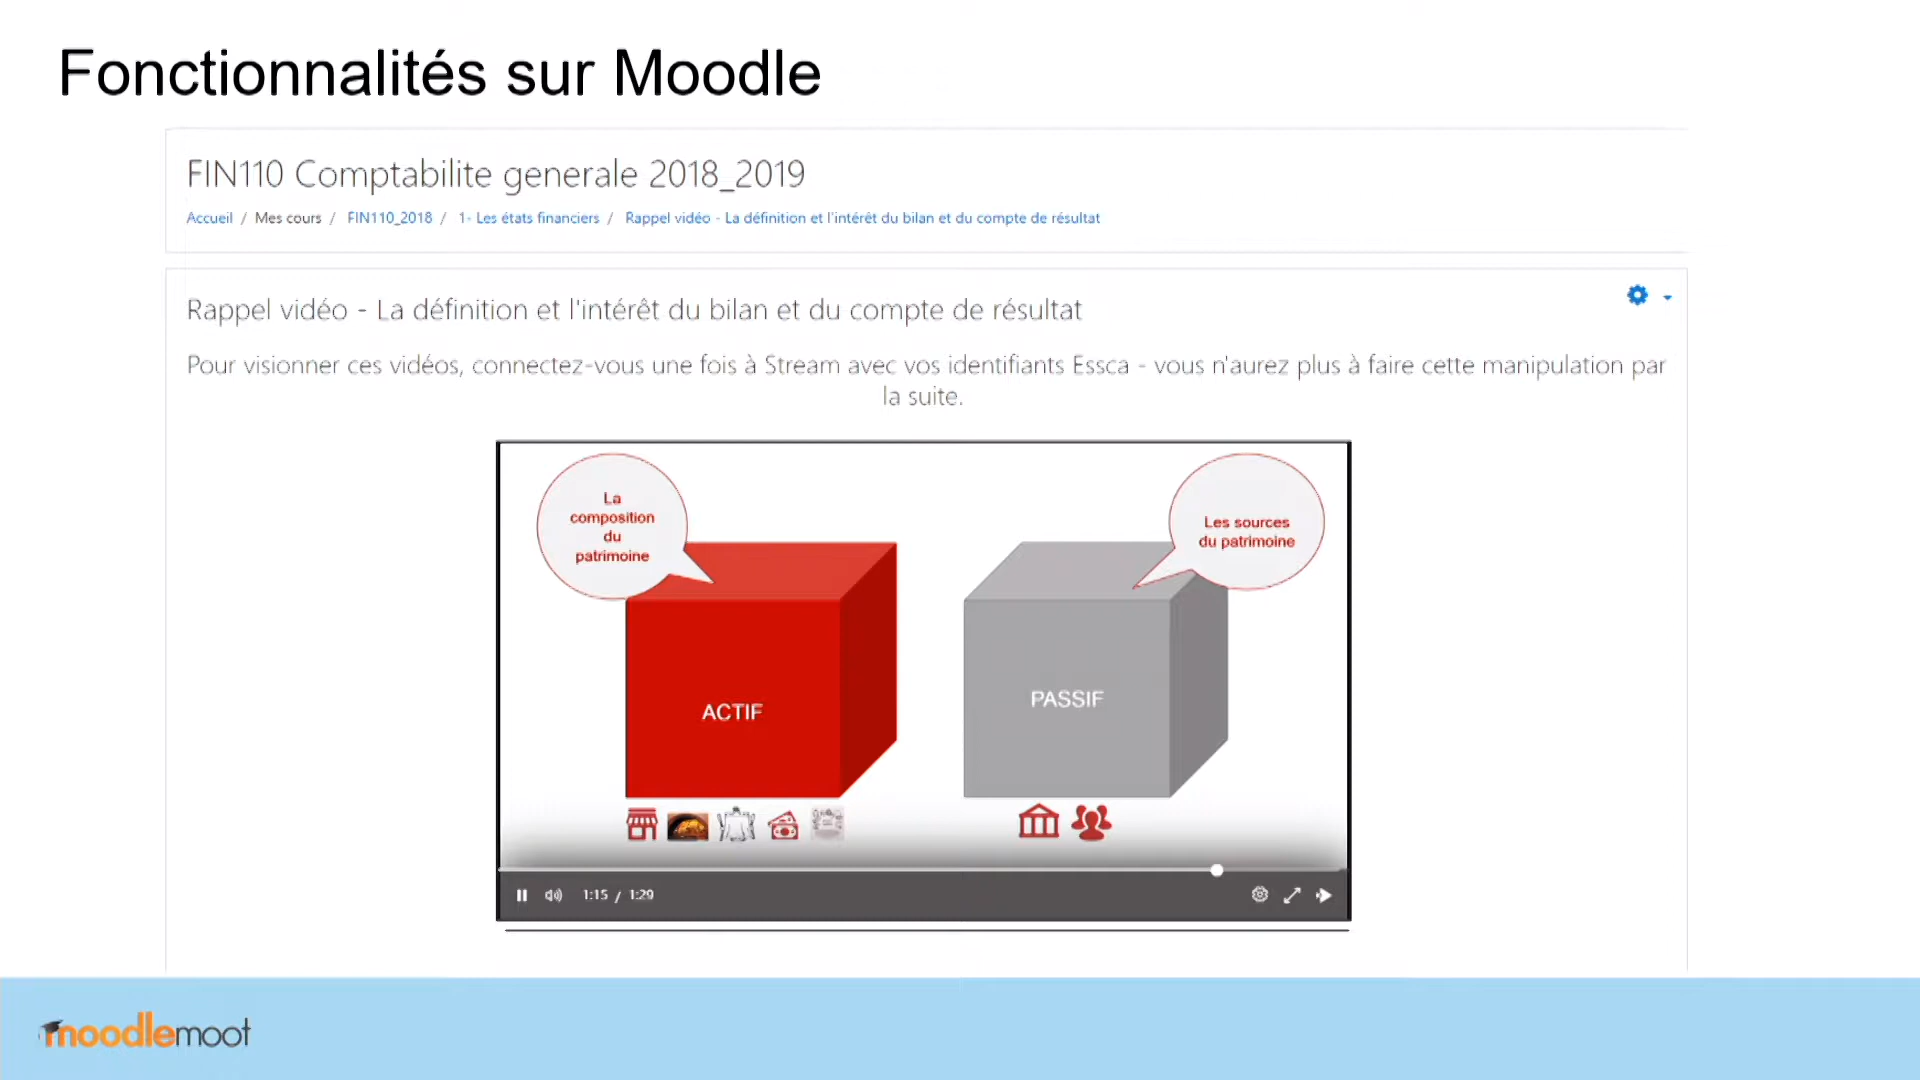 Fonctionnalités sur Moodle
FIN110 Comptabilite generale 2018_2019
Accueil / Mes cours / FIN110_2018 / 1- Les états financiers / Rappel vidéo - La définition et l'intérêt du bilan et du compte de résultat
Rappel vidéo - La définition et l'intérêt du bilan et du compte de résultat
Pour visionner ces vidéos, connectez-vous une fois à Stream avec vos identifiants Essca - vous n'aurez plus à faire cette manipulation par
la suite.
La
composition
du
patrimoine
Les sources
du patrimoine
ACTIF
PASSIF
1:15 / 1:29
moodlemoot